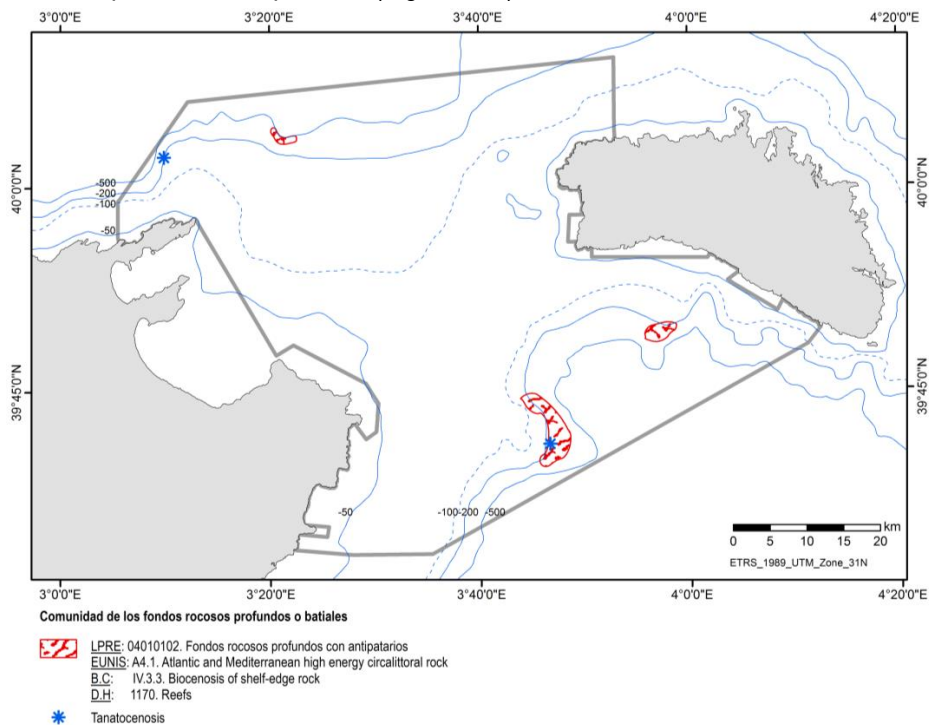 3°0'0"E 3°20'0"E 3°40'0"E 4°0'0"E 4°20'0"E
40°0'0"N 40°0'0"N
-500
-200
-100
-50
39°45'0"N 39°45'0"N
-50 -100 -200 -500
km
0 5 10 15 20
ETRS_1989_UTM_Zone_31N
3°0'0"E 3°20'0"E 3°40'0"E 4°0'0"E 4°20'0"E
Comunidad de los fondos rocosos profundos o batiales
LPRE: 04010102. Fondos rocosos profundos con antipatarios
EUNIS: A4.1. Atlantic and Mediterranean high energy circalittoral rock
B.C: IV.3.3. Biocenosis of shelf-edge rock
D.H: 1170. Reefs
Tanatocenosis